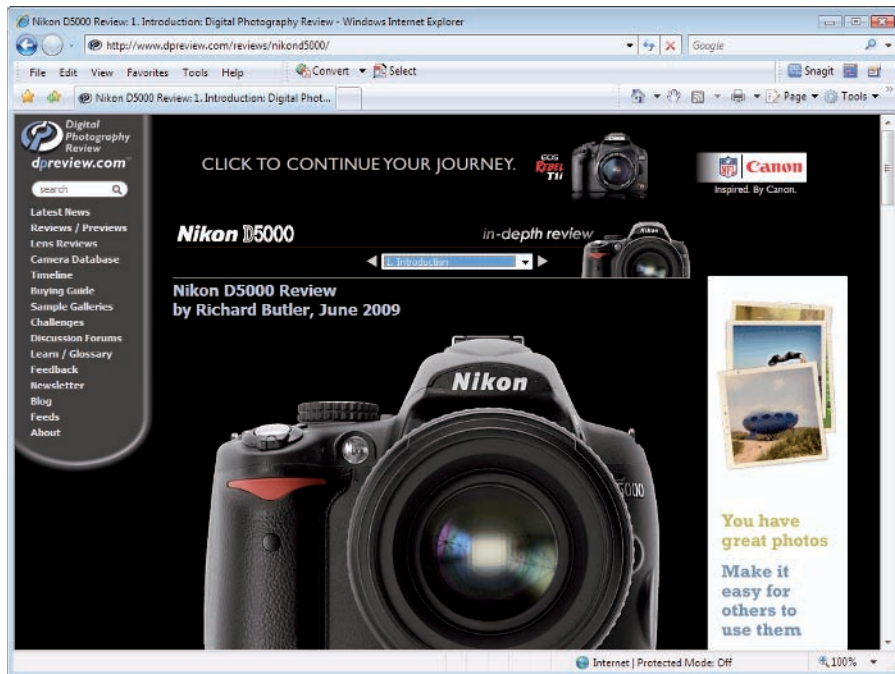 Nikon D5000 Review: 1. Introduction: Digital Photography Review - Windows Internet Explorer
http://www.dpreview.com/reviews/nikond5000/
Google
File Edit View Favorites Tools Help
Convert
Select
Snagit
Nikon D5000 Review: 1. Introduction: Digital Phot...
Page
Tools
Digital
Photography
Review
dpreview.com
search
Latest News
Reviews / Previews
Lens Reviews
Camera Database
Timeline
Buying Guide
Sample Galleries
Challenges
Discussion Forums
Learn / Glossary
Feedback
Newsletter
Blog
Feeds
About
CLICK TO CONTINUE YOUR JOURNEY.
EOS
REBEL
T1i
NFL
Canon
Inspired. By Canon.
Nikon D5000
in-depth review
Nikon
1. Introduction
Nikon D5000 Review
by Richard Butler, June 2009
Nikon
5000
You have
great photos
Make it
easy for
others to
use them
Internet | Protected Mode: Off
100%